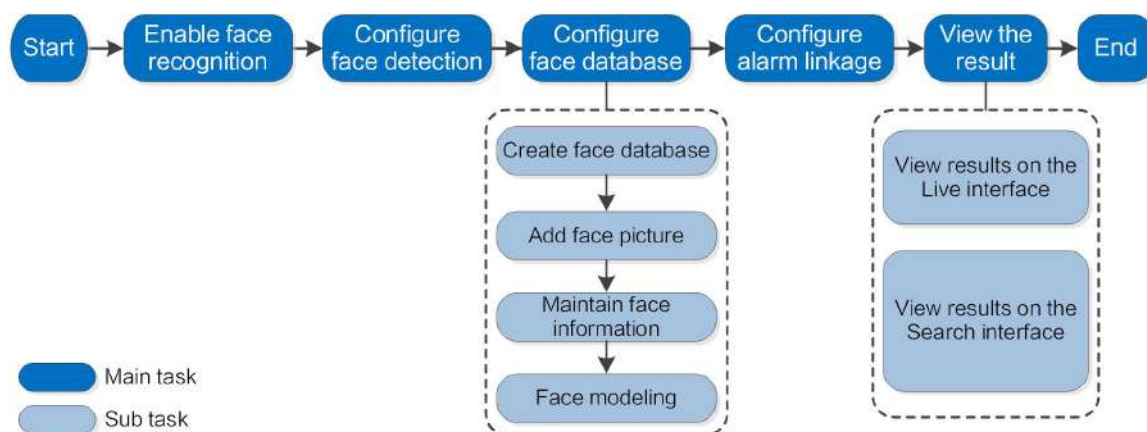 Start
Enable face
recognition
Configure
face detection
Configure
face database
Configure
alarm linkage
View the
result
End
Create face database
Add face picture
Maintain face
information
Face modeling
View results on the
Live interface
View results on the
Search interface
Main task
Sub task